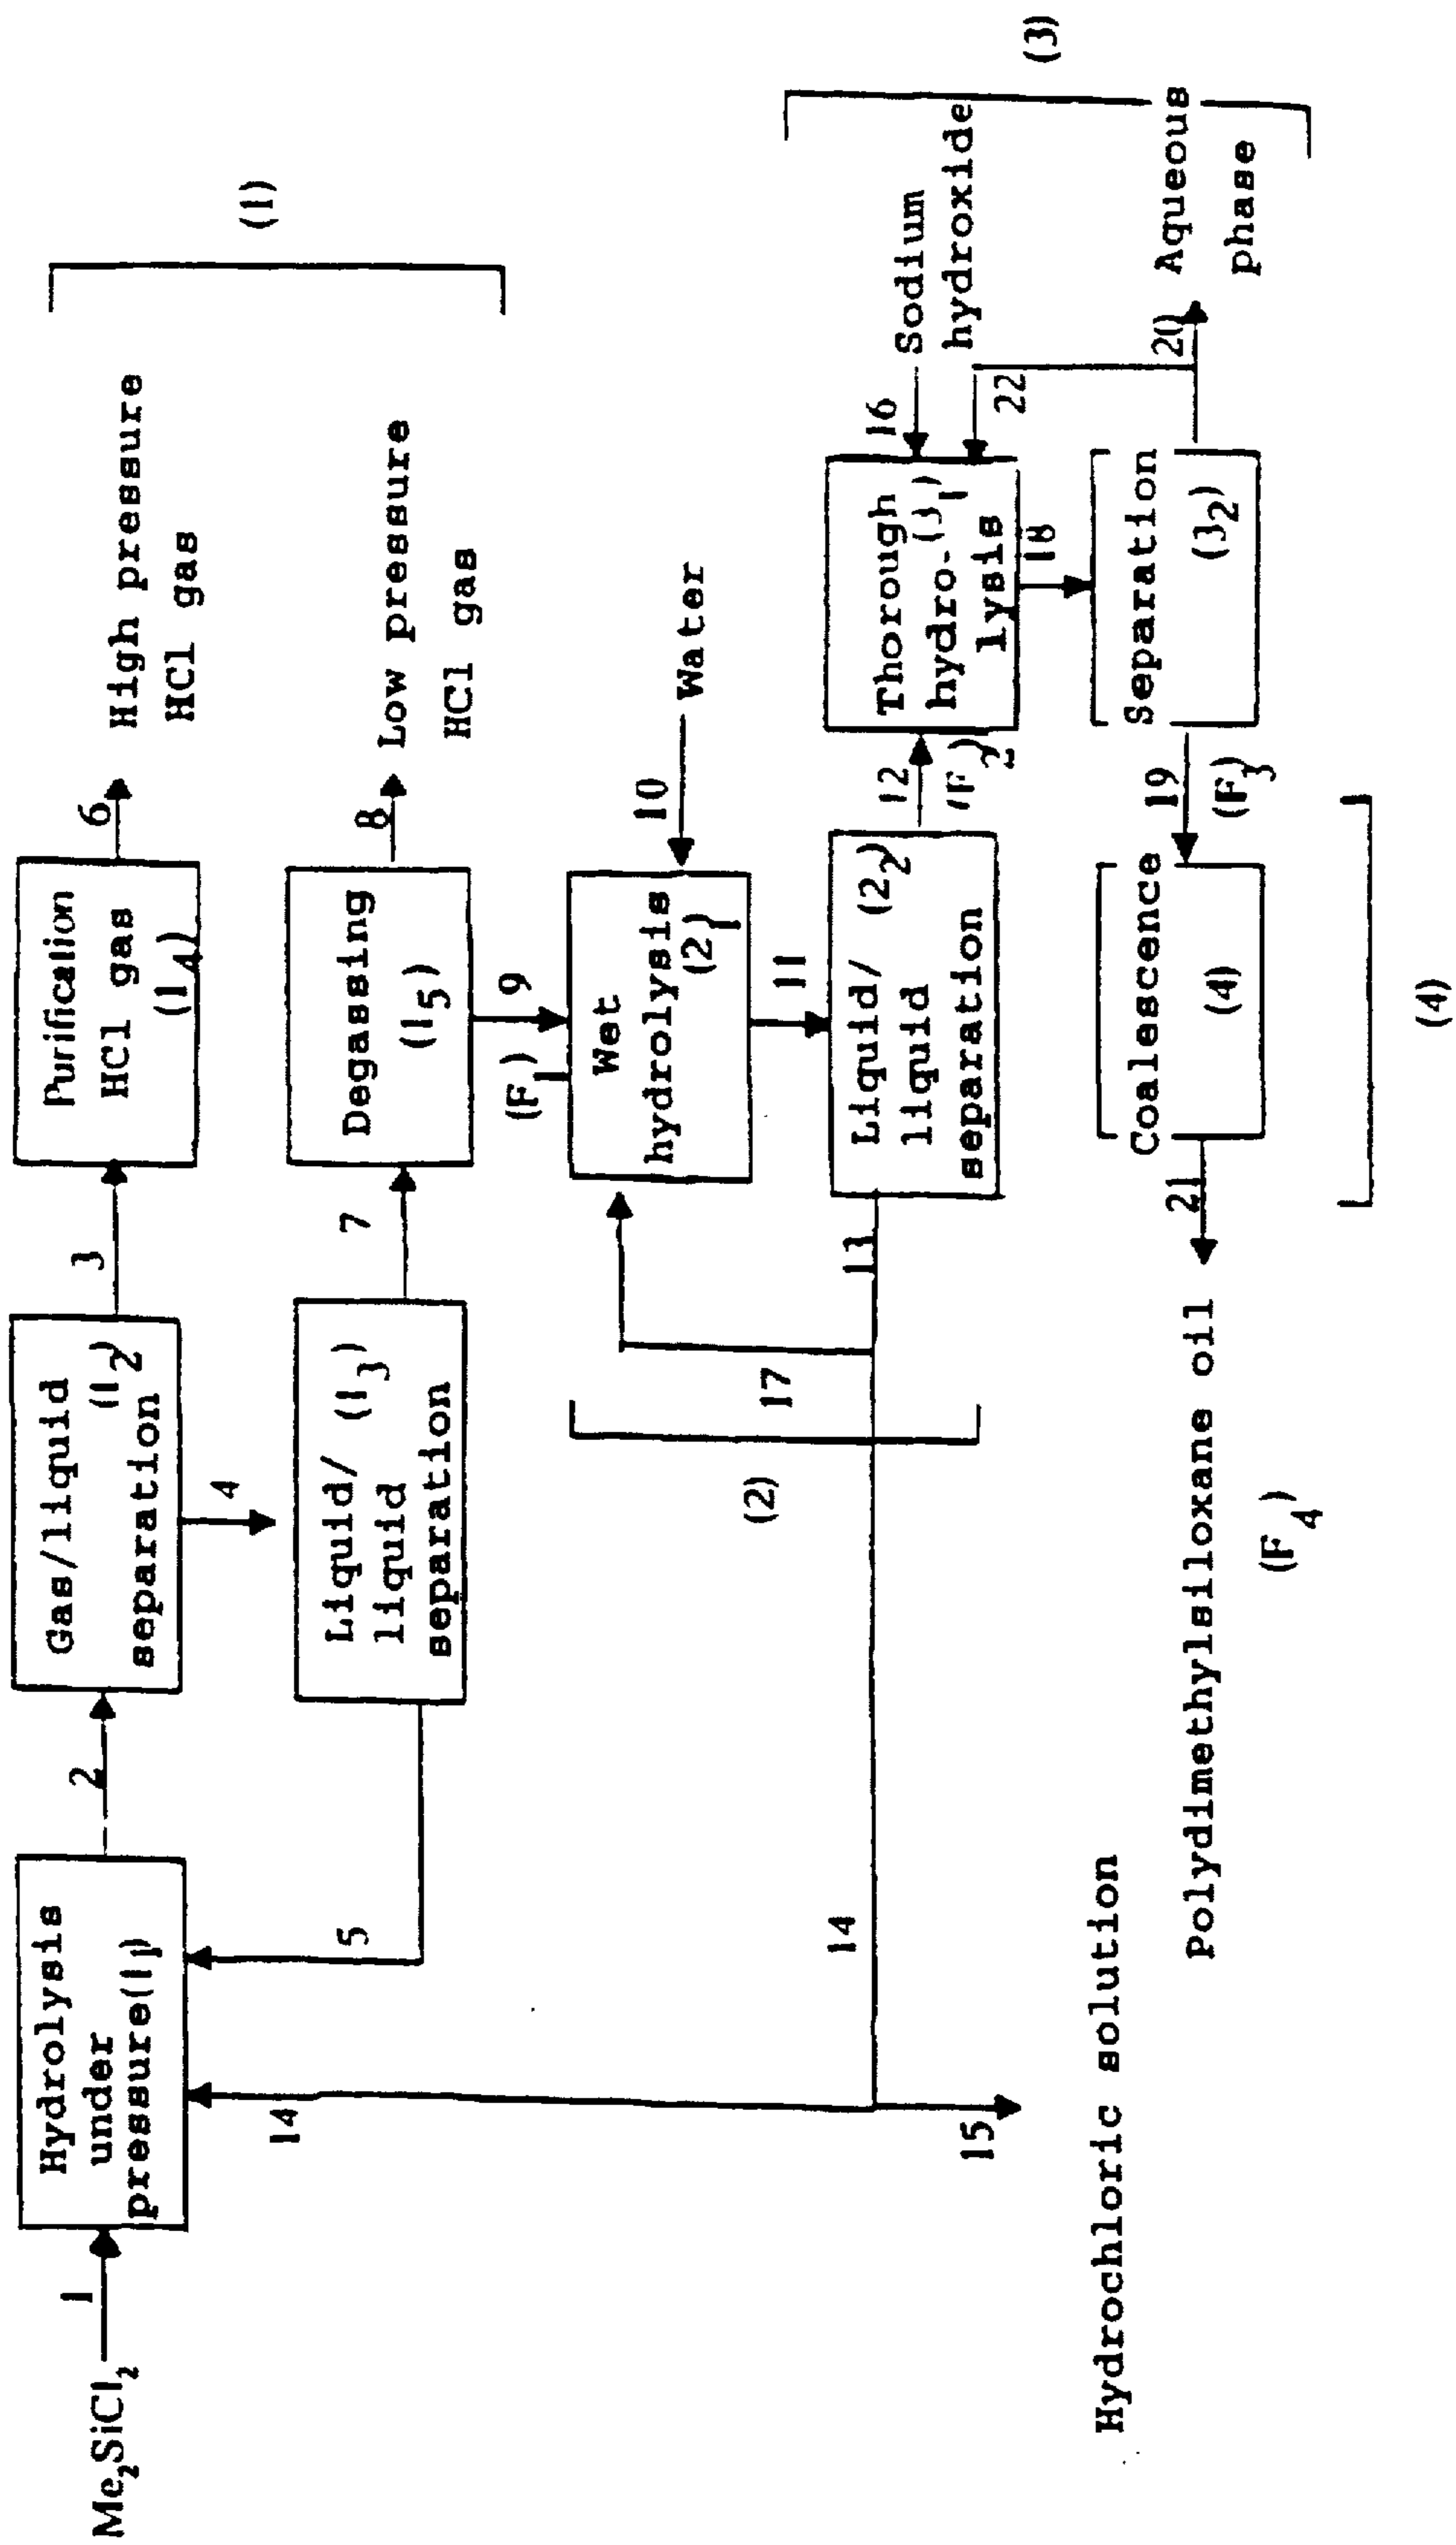 Me2SiCl2
1
Hydrolysis
under
pressure(11)
2
Gas/liquid
(12)
separation
3
Purification
HCl gas
(14)
6
High pressure
HCl gas
(1)
4
5
Liquid/
liquid (13)
separation
7
Degassing
(15)
8
Low pressure
HCl gas
9
(F1)
Wet
hydrolysis
(21)
10
Water
11
17
(2)
Liquid/ (22)
liquid
separation
13
14
14
15
Hydrochloric solution
12
(F2)
Thorough
hydro-(31)
lysis
16
Sodium
hydroxide
22
18
Separation
(32)
20
Aqueous
phase
(3)
19
(F3)
Coalescence
(4)
21
Polydimethylsiloxane oil
(F4)
(4)